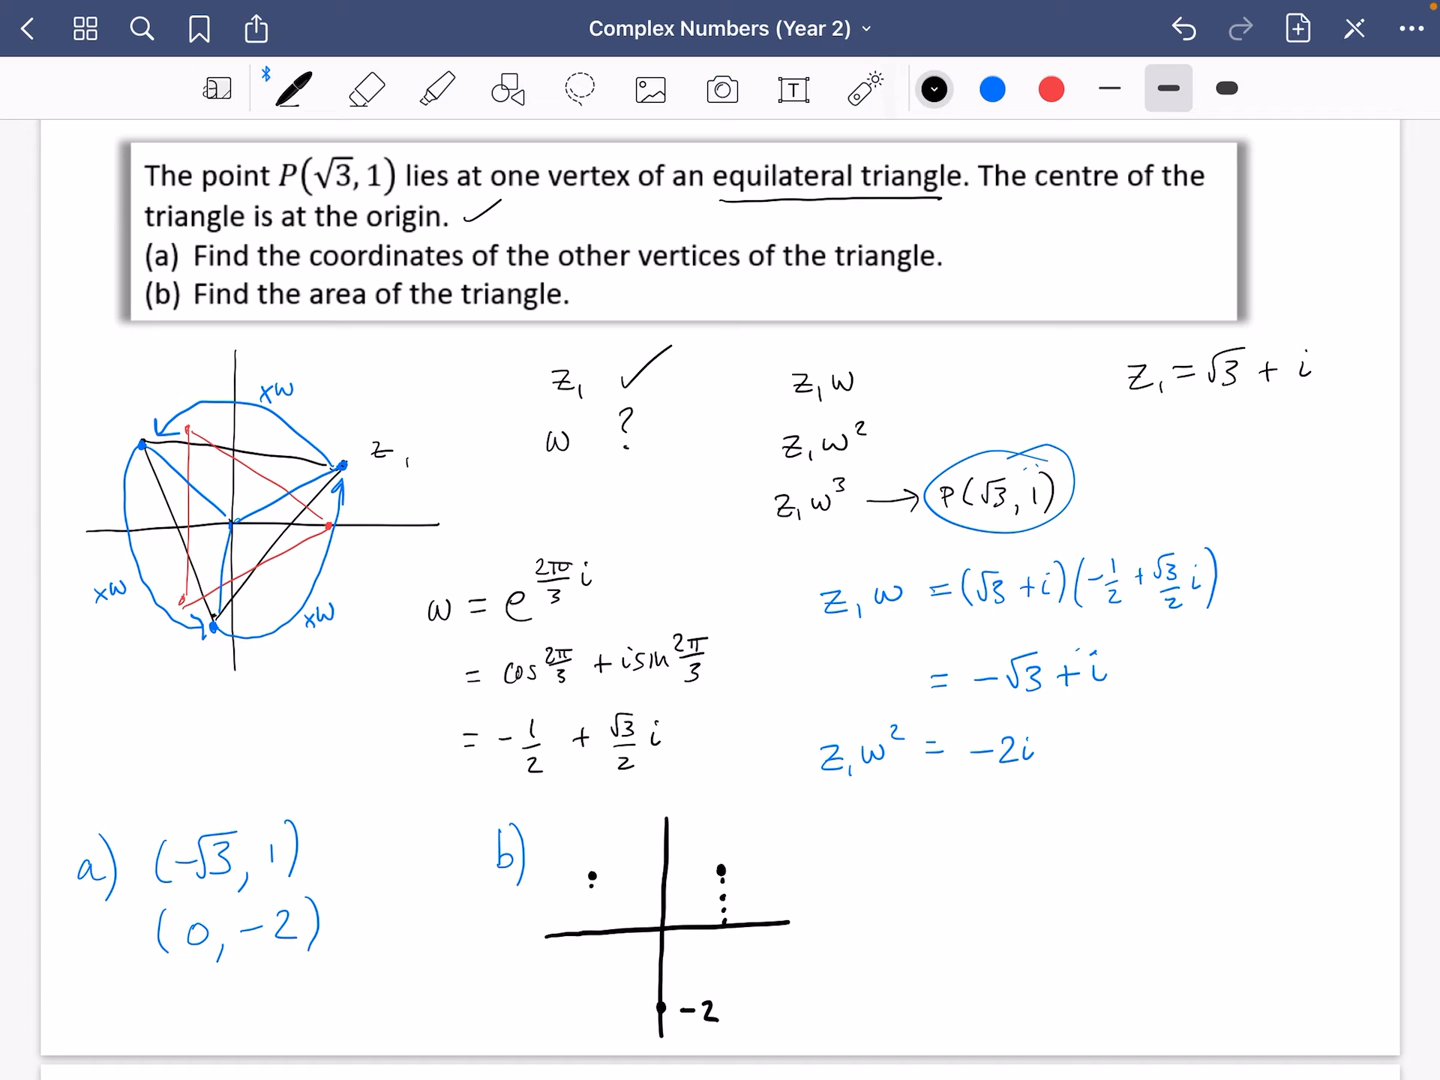 Complex Numbers (Year 2)
The point P(√3, 1) lies at one vertex of an equilateral triangle. The centre of the
triangle is at the origin.
(a) Find the coordinates of the other vertices of the triangle.
(b) Find the area of the triangle.
×ω
z₁
×ω
×ω
z₁ ✓
ω ?
z₁ω
z₁ω²
z₁ω³ → P(√3, i)
z₁ = √3 + i
ω = e^(2π/3 i)
= cos 2π/3 + i sin 2π/3
= -1/2 + √3/2 i
z₁ω = (√3 + i)(-1/2 + √3/2 i)
= -√3 + i
z₁ω² = -2i
a) (-√3, 1)
(0, -2)
b)
-2